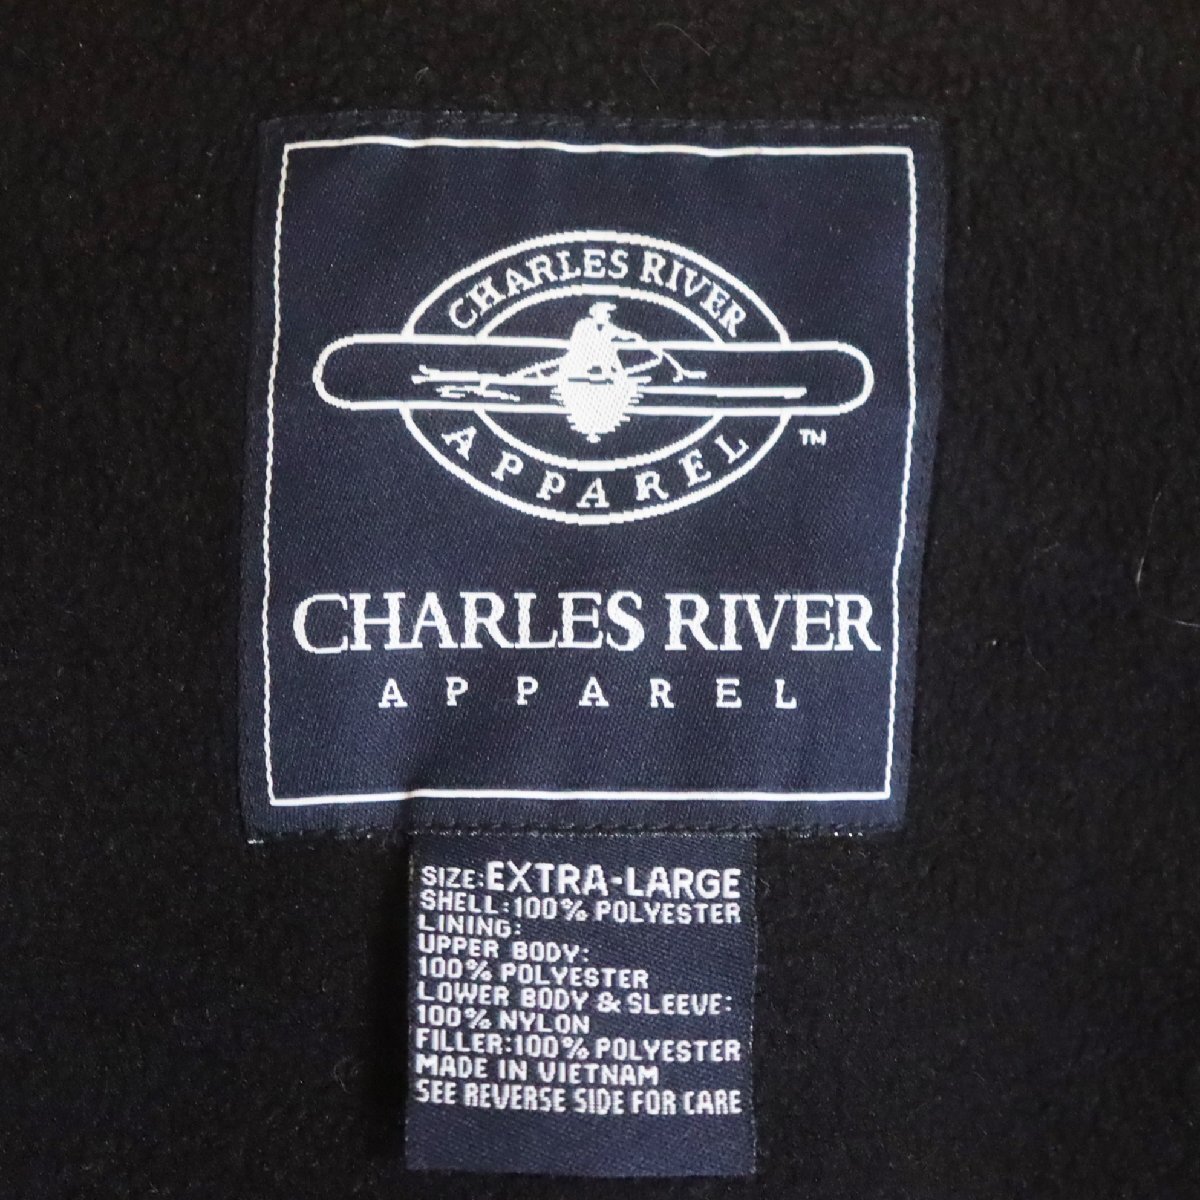 CHARLES RIVER
APPAREL
TM
CHARLES RIVER
APPAREL
SIZE:EXTRA-LARGE
SHELL:100% POLYESTER
LINING:
UPPER BODY:
100% POLYESTER
LOWER BODY & SLEEVE:
100% NYLON
FILLER:100% POLYESTER
MADE IN VIETNAM
SEE REVERSE SIDE FOR CARE